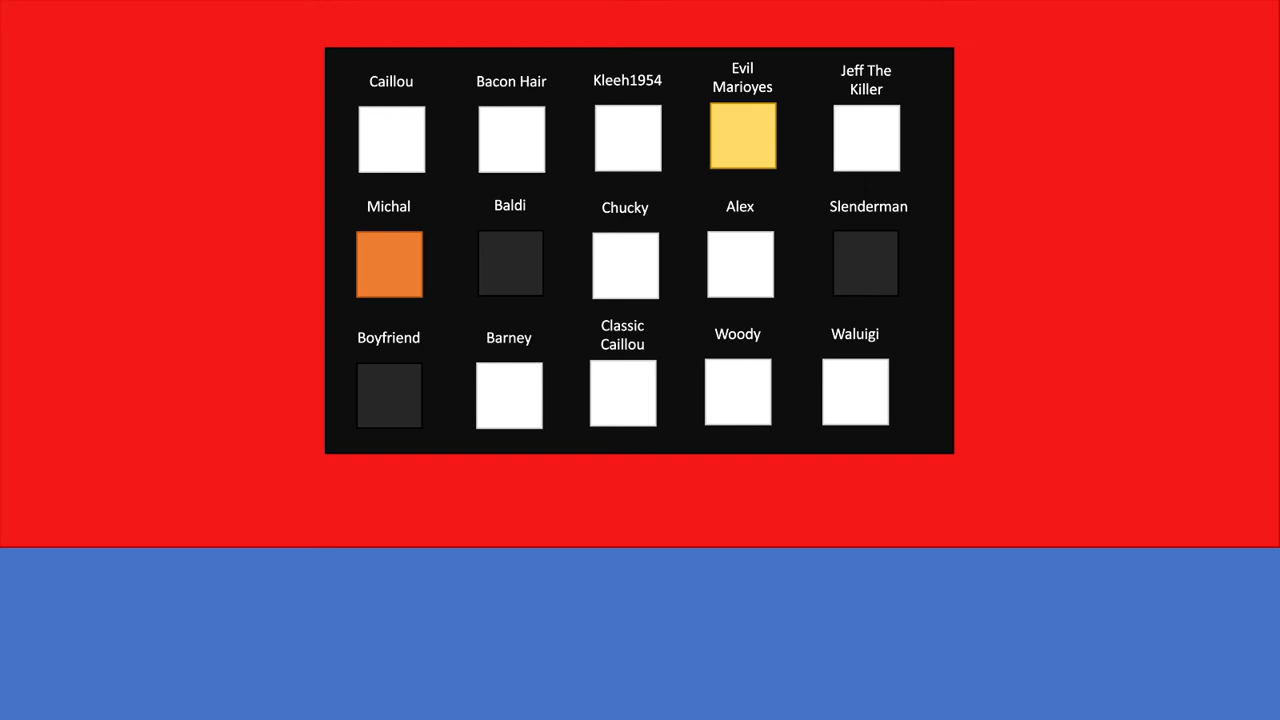 Caillou
Bacon Hair
Kleeh1954
Evil
Marioyes
Jeff The
Killer
Michal
Baldi
Chucky
Alex
Slenderman
Boyfriend
Barney
Classic
Caillou
Woody
Waluigi